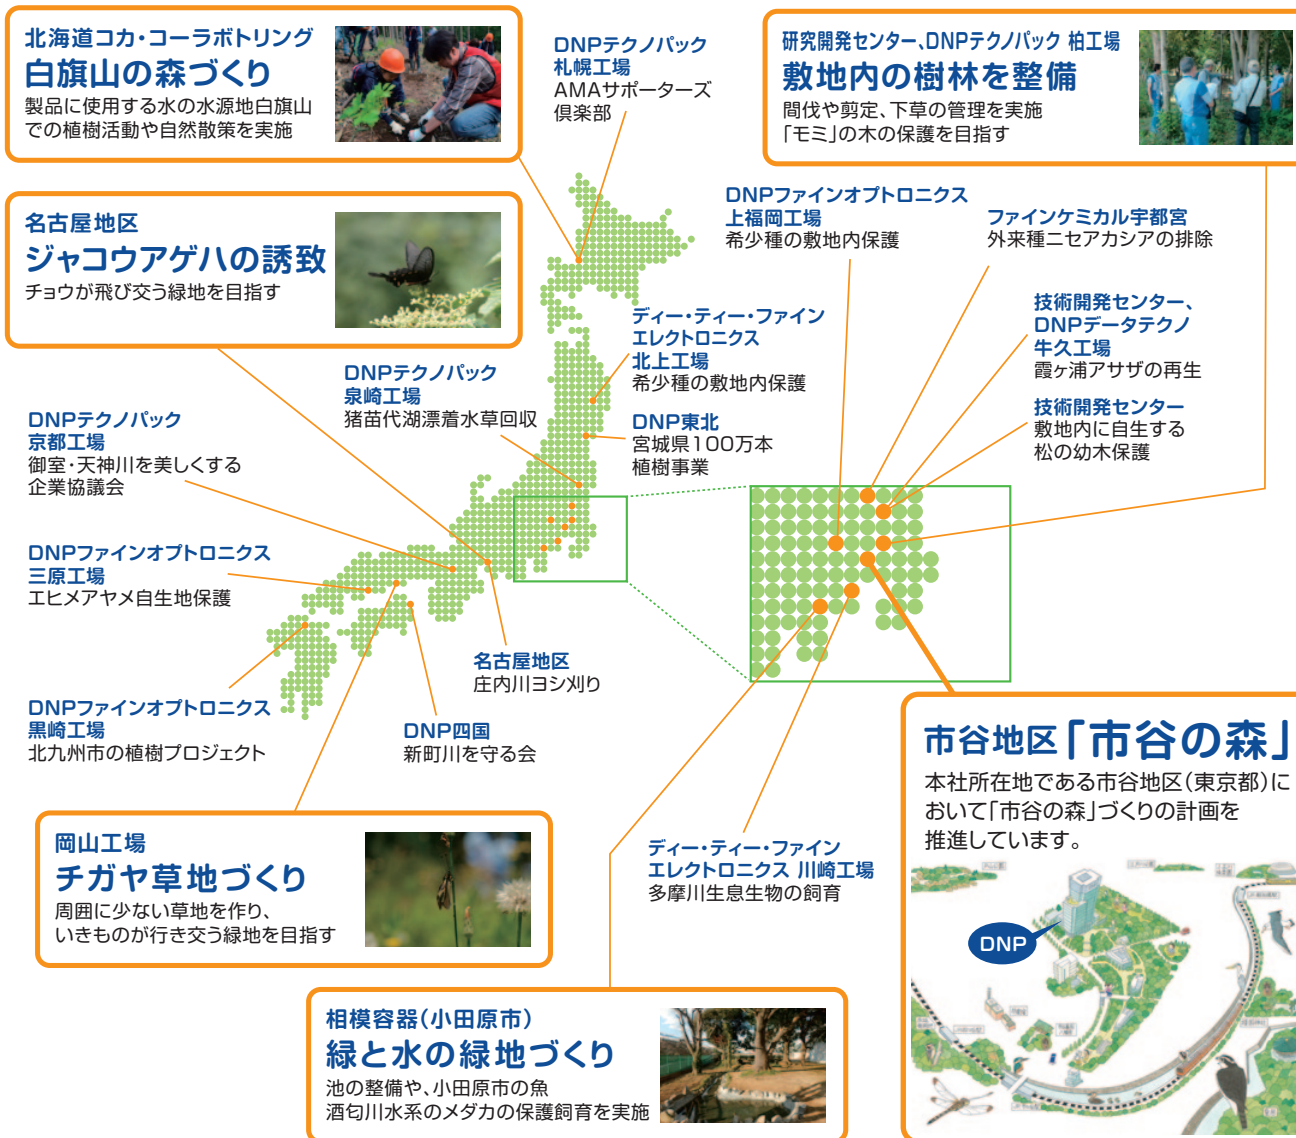 北海道コカ・コーラボトリング
白旗山の森づくり
製品に使用する水の水源地白旗山
での植樹活動や自然散策を実施
DNPテクノパック
札幌工場
AMAサポーターズ
倶楽部
研究開発センター、DNPテクノパック 柏工場
敷地内の樹林を整備
間伐や剪定、下草の管理を実施
「モミ」の木の保護を目指す
名古屋地区
ジャコウアゲハの誘致
チョウが飛び交う緑地を目指す
DNPファインオプトロニクス
上福岡工場
希少種の敷地内保護
ファインケミカル宇都宮
外来種ニセアカシアの排除
技術開発センター、
DNPデータテクノ
牛久工場
霞ヶ浦アサザの再生
技術開発センター
敷地内に自生する
松の幼木保護
ディー・ティー・ファイン
エレクトロニクス
北上工場
希少種の敷地内保護
DNP東北
宮城県100万本
植樹事業
DNPテクノパック
泉崎工場
猪苗代湖漂着水草回収
DNPテクノパック
京都工場
御室・天神川を美しくする
企業協議会
DNPファインオプトロニクス
三原工場
エヒメアヤメ自生地保護
DNPファインオプトロニクス
黒崎工場
北九州市の植樹プロジェクト
名古屋地区
庄内川ヨシ刈り
DNP四国
新町川を守る会
岡山工場
チガヤ草地づくり
周囲に少ない草地を作り、
いきものが行き交う緑地を目指す
ディー・ティー・ファイン
エレクトロニクス 川崎工場
多摩川生息生物の飼育
相模容器(小田原市)
緑と水の緑地づくり
池の整備や、小田原市の魚
酒匂川水系のメダカの保護飼育を実施
市谷地区「市谷の森」
本社所在地である市谷地区(東京都)に
おいて「市谷の森」づくりの計画を
推進しています。
DNP